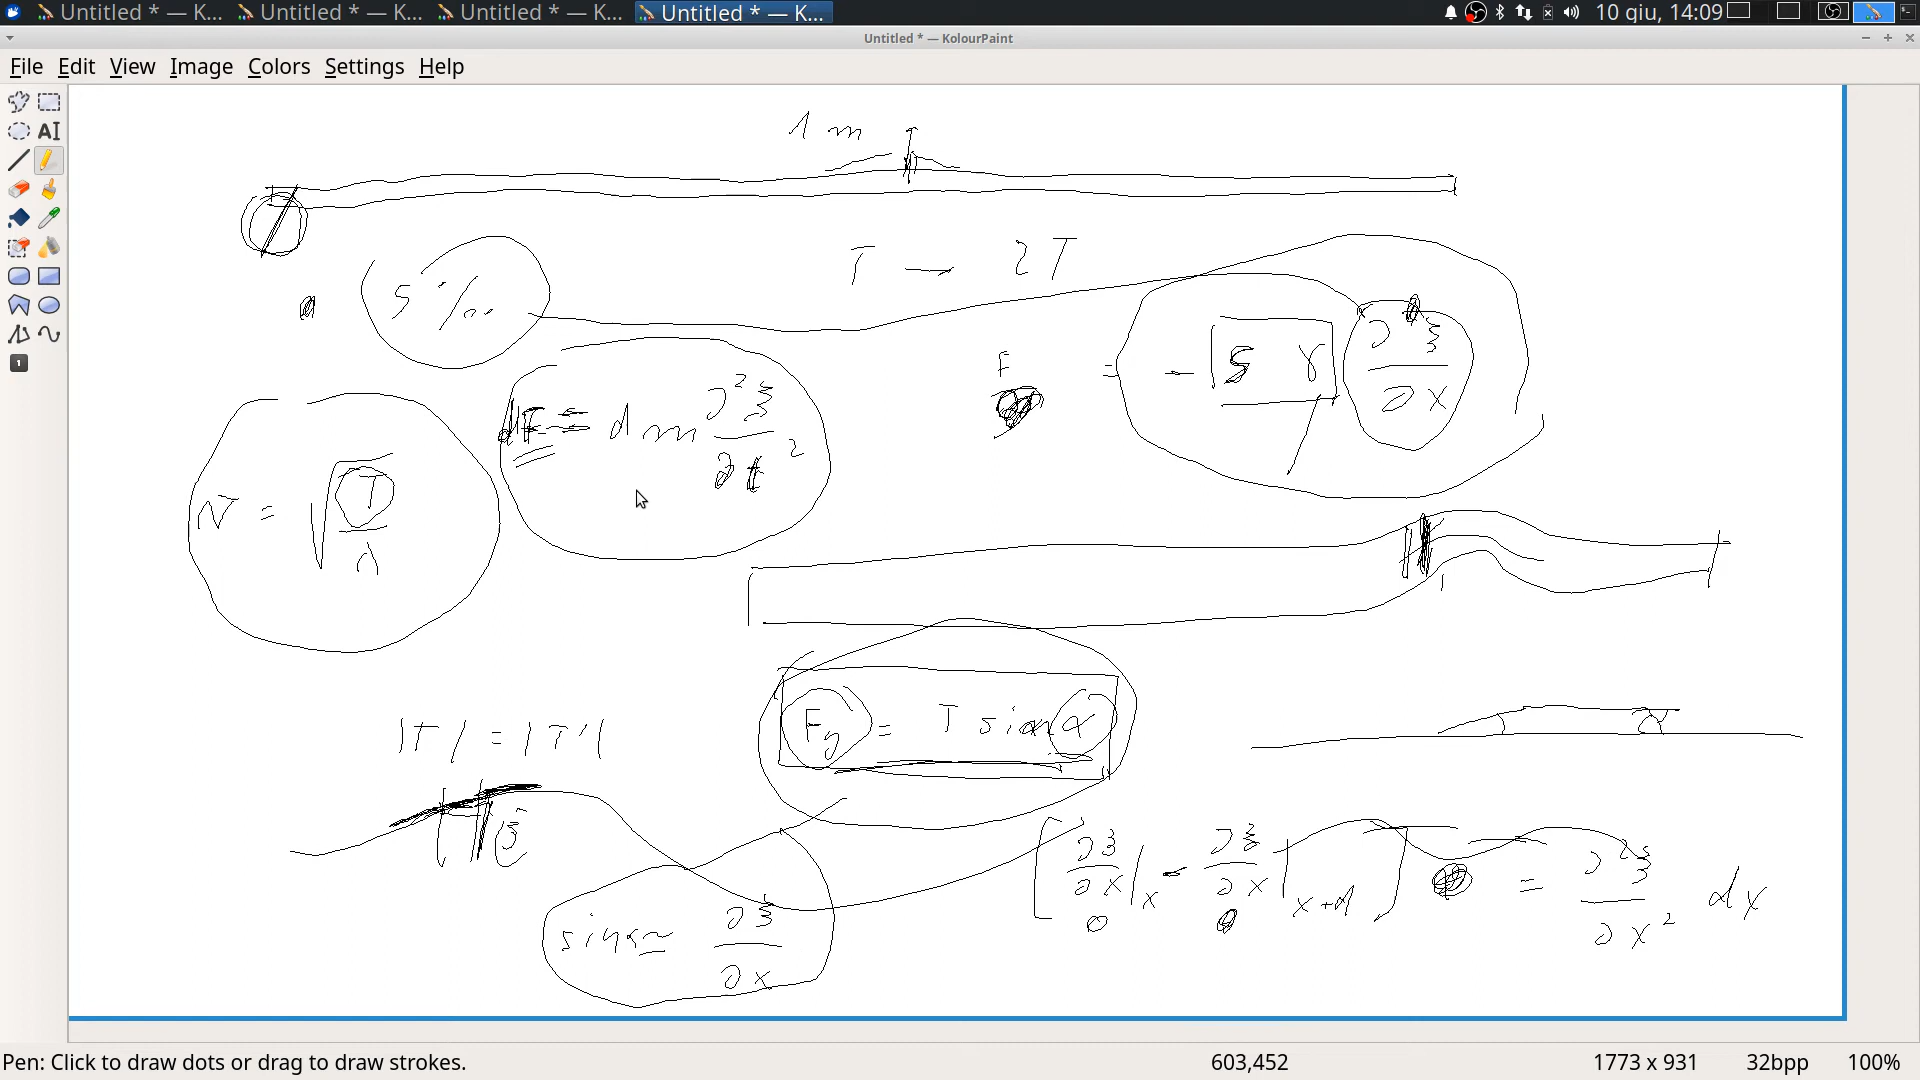 Untitled * — K... Untitled * — K... Untitled * — K... Untitled * — K... 10 giu, 14:09
Untitled * — KolourPaint
File Edit View Image Colors Settings Help
1 m
T — 2T
5 ‰
F = - S γ ∂ξ/∂x
dF = dm ∂²ξ/∂t²
v = √(T/λ)
F_y = T sin α
|T| = |T'|
ξ
[∂ξ/∂x|x - ∂ξ/∂x|x+d] = ∂²ξ/∂x² dx
sin α ≃ ∂ξ/∂x
Pen: Click to draw dots or drag to draw strokes. 603,452 1773 x 931 32bpp 100%